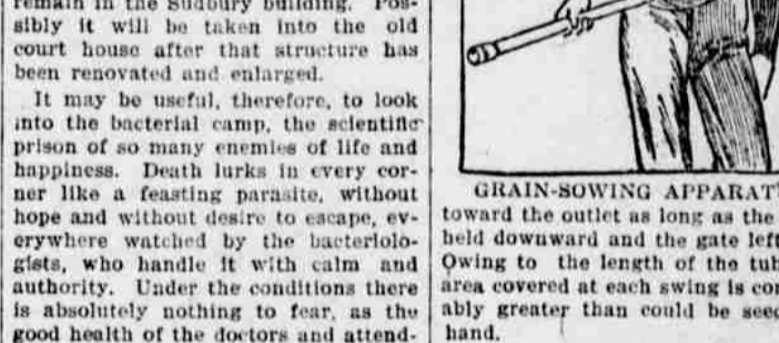 remain in the Sudbury building. Pos-
sibly it will be taken into the old
court house after that structure has
been renovated and enlarged.
It may be useful, therefore, to look
into the bacterial camp, the scientific
prison of so many enemies of life and
happiness. Death lurks in every cor-
ner like a feasting parasite, without
hope and without desire to escape, ev-
erywhere watched by the bacteriolo-
gists, who handle it with calm and
authority. Under the conditions there
is absolutely nothing to fear, as the
good health of the doctors and attend-
GRAIN-SOWING APPARAT
toward the outlet as long as the
held downward and the gate left
Owing to the length of the tub
area covered at each swing is con
ably greater than could be seed
hand.